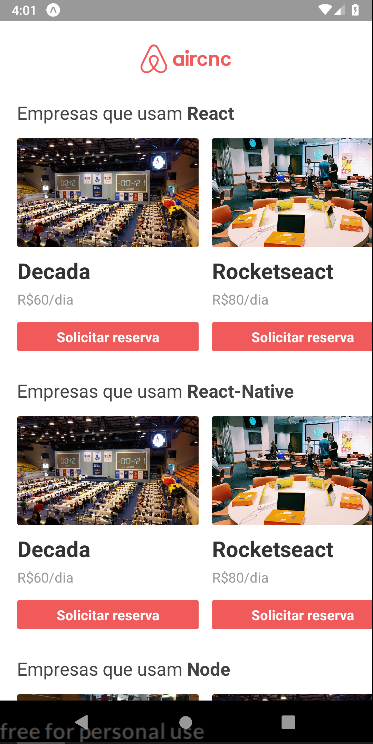 4:01
aircnc
Empresas que usam React
Decada
Rocketseact
R$60/dia
R$80/dia
Solicitar reserva
Solicitar reserva
Empresas que usam React-Native
Decada
Rocketseact
R$60/dia
R$80/dia
Solicitar reserva
Solicitar reserva
Empresas que usam Node
free for personal use